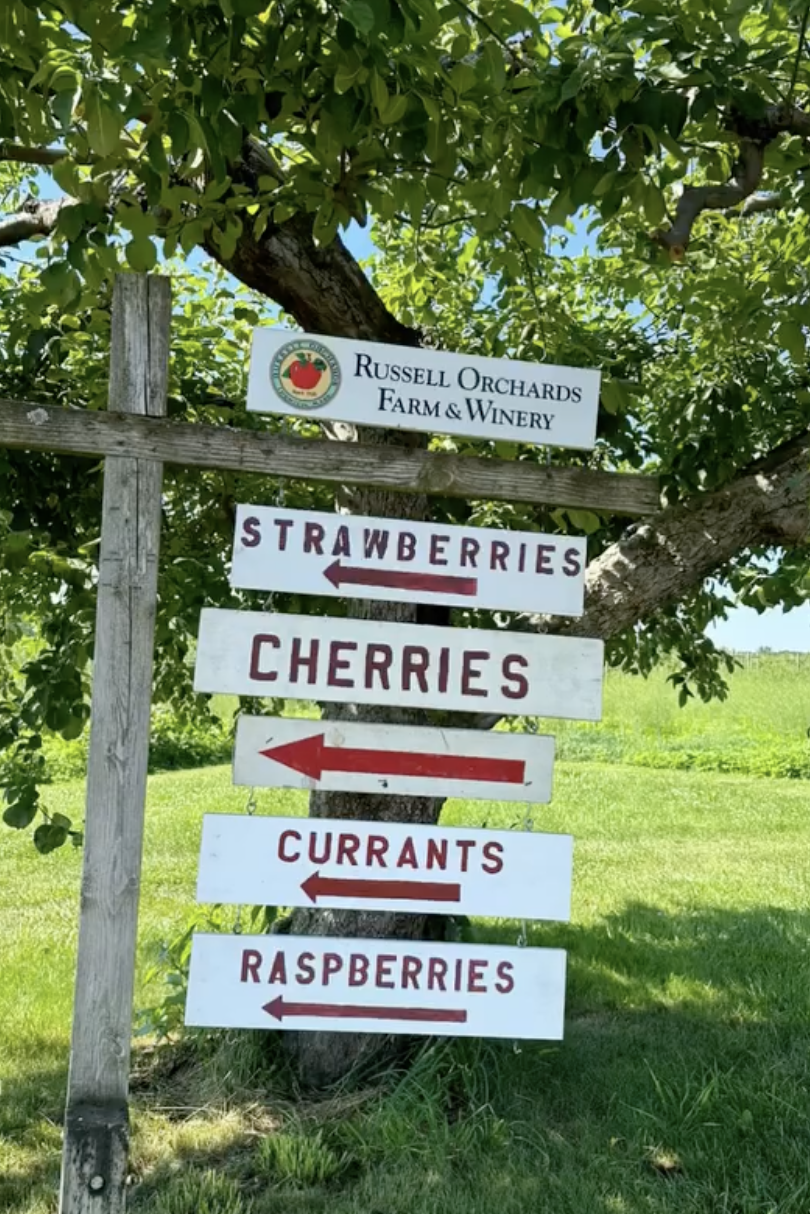 RUSSELL ORCHARDS
FARM & WINERY
STRAWBERRIES
CHERRIES
CURRANTS
RASPBERRIES